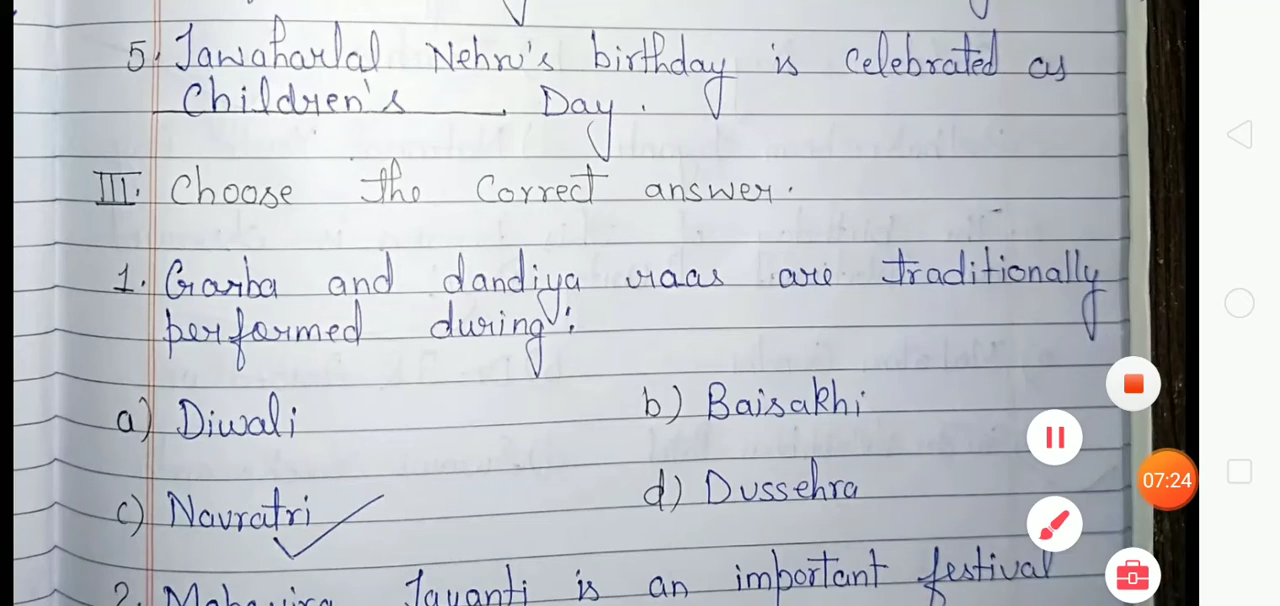 5. Jawaharlal Nehru's birthday is celebrated as
Children's Day.
III. Choose the Correct answer.
1. Garba and dandiya raas are traditionally
performed during:
a) Diwali b) Baisakhi
c) Navratri d) Dussehra
07:24
2. Mahavira Jayanti is an important festival